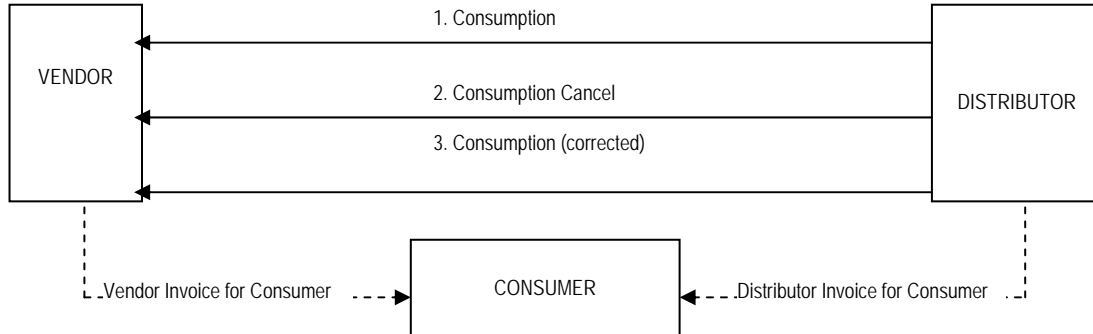 1. Consumption
VENDOR
2. Consumption Cancel
DISTRIBUTOR
3. Consumption (corrected)
Vendor Invoice for Consumer
CONSUMER
Distributor Invoice for Consumer